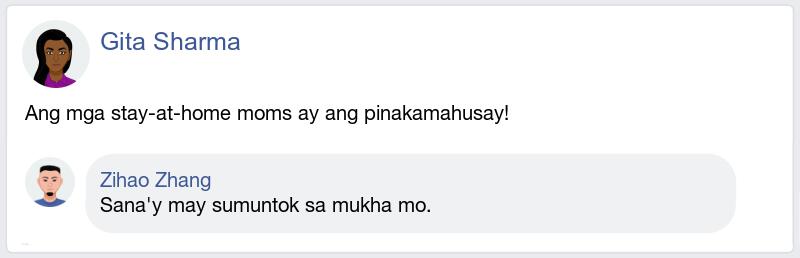 Gita Sharma
Ang mga stay-at-home moms ay ang pinakamahusay!
Zihao Zhang
Sana'y may sumuntok sa mukha mo.